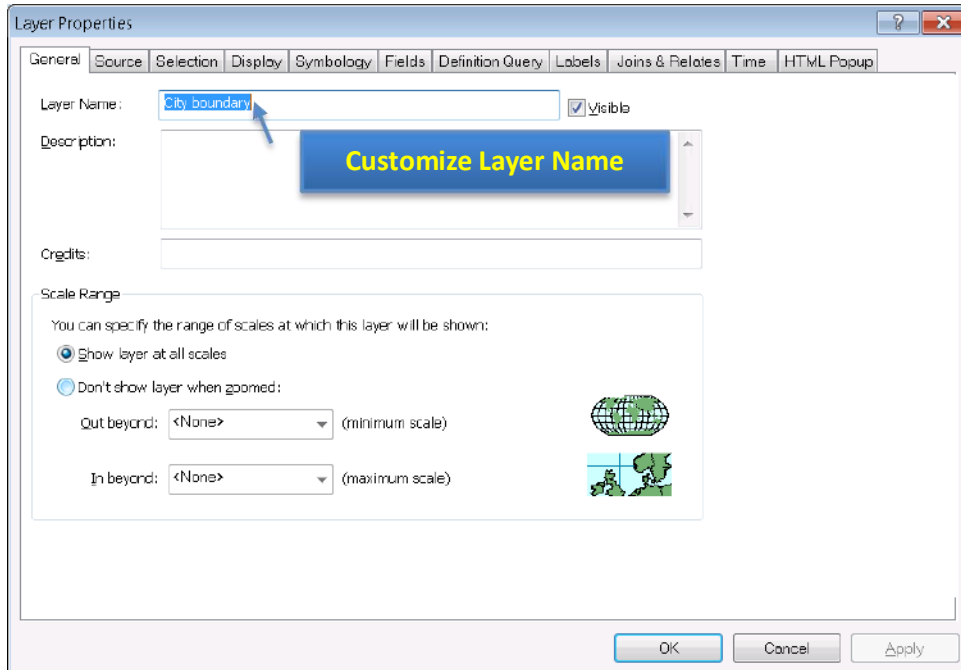 Layer Properties
General Source Selection Display Symbology Fields Definition Query Labels Joins & Relates Time HTML Popup
Layer Name: City boundary Visible
Description:
Customize Layer Name
Credits:
Scale Range
You can specify the range of scales at which this layer will be shown:
Show layer at all scales
Don't show layer when zoomed:
Out beyond: <None> (minimum scale)
In beyond: <None> (maximum scale)
OK Cancel Apply